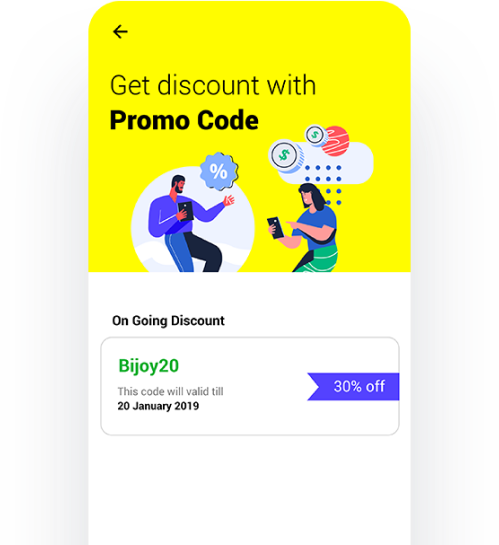 Get discount with
Promo Code
%
$
$
On Going Discount
Bijoy20
This code will valid till
30% off
20 January 2019